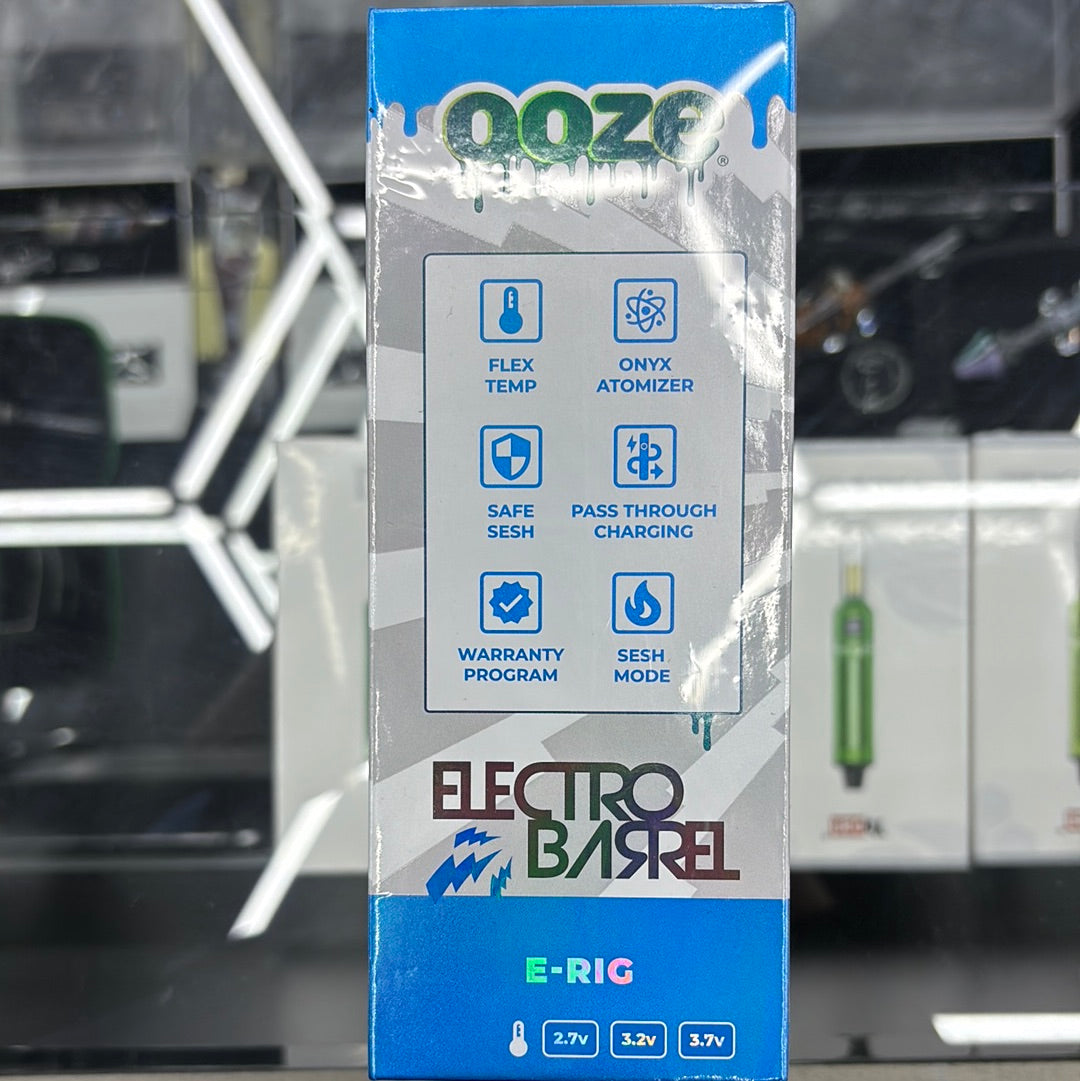 OOZE®
FLEX
TEMP
ONYX
ATOMIZER
SAFE
SESH
PASS THROUGH
CHARGING
WARRANTY
PROGRAM
SESH
MODE
ELECTRO
BARREL
E-RIG
2.7v 3.2v 3.7v